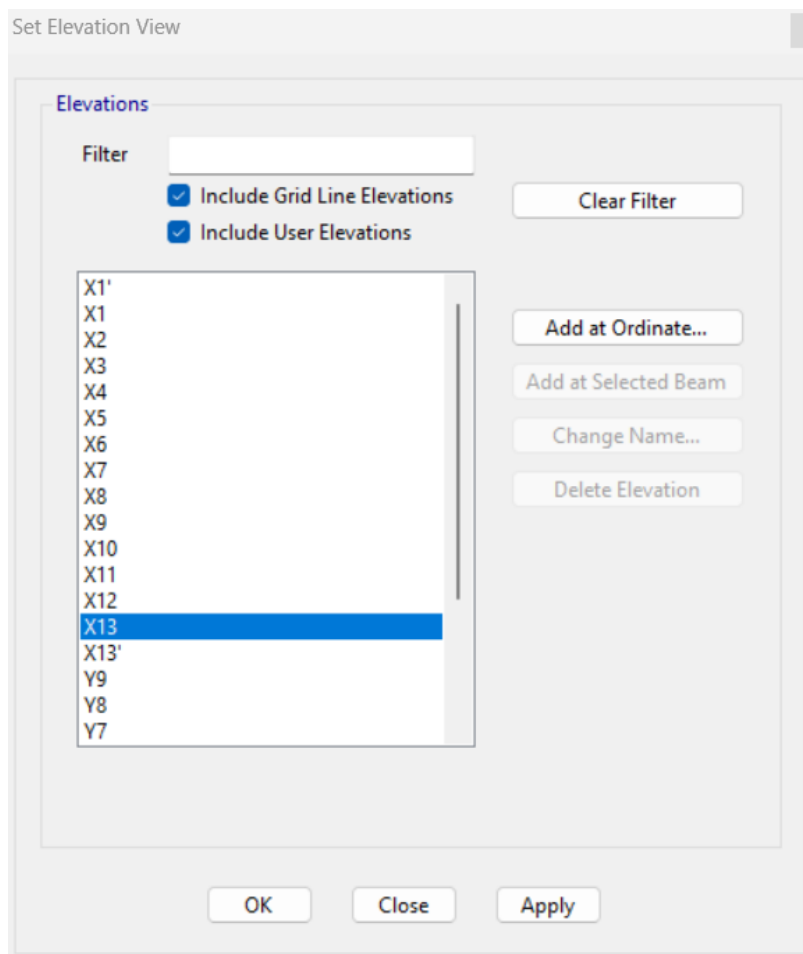 Set Elevation View
Elevations
Filter
Include Grid Line Elevations
Clear Filter
Include User Elevations
X1'
X1
X2
X3
X4
X5
X6
X7
X8
X9
X10
X11
X12
X13
X13'
Y9
Y8
Y7
Add at Ordinate...
Add at Selected Beam
Change Name...
Delete Elevation
OK
Close
Apply